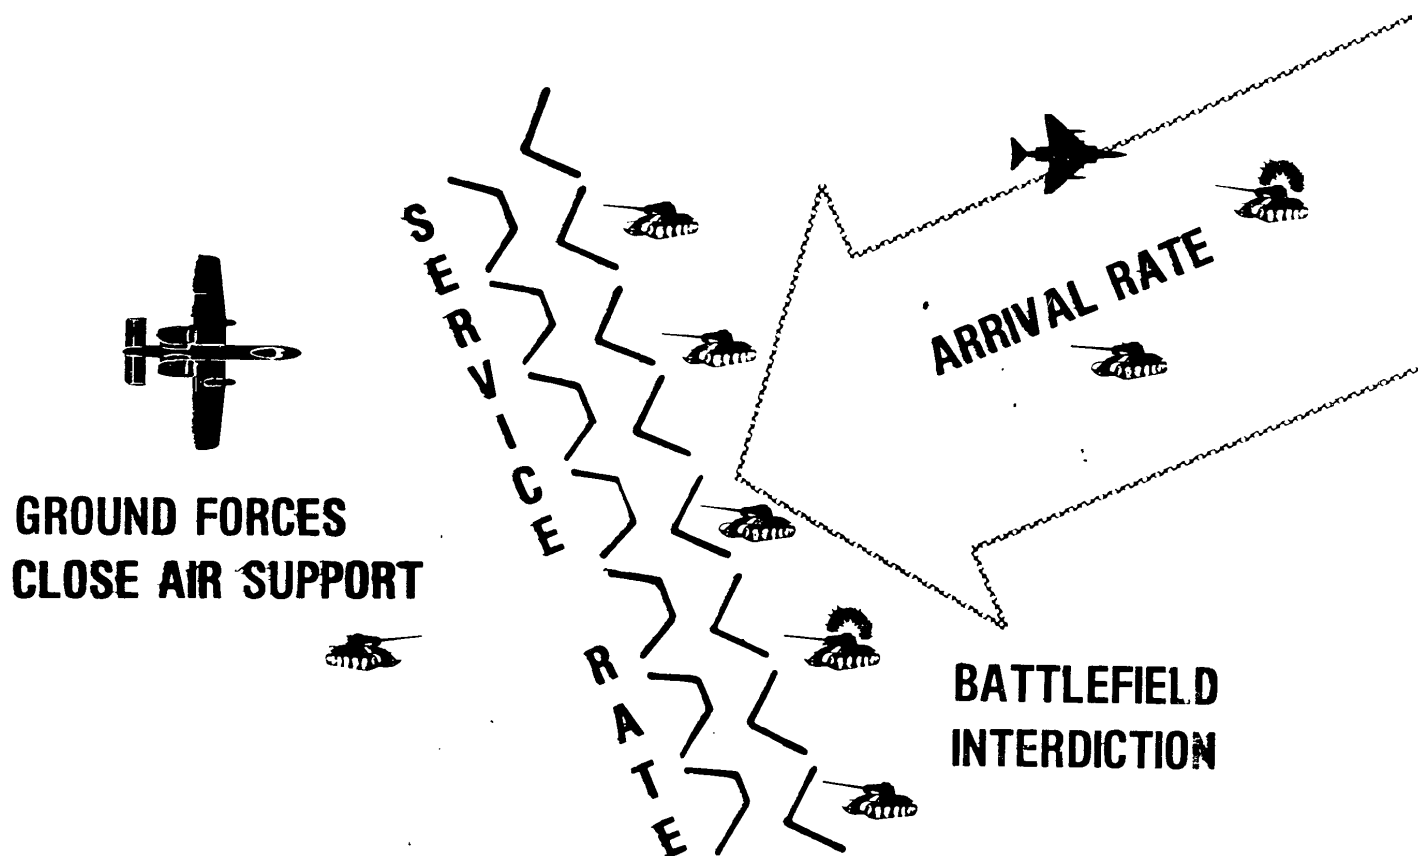 SERVICE RATE
ARRIVAL RATE
GROUND FORCES
CLOSE AIR SUPPORT
BATTLEFIELD
INTERDICTION